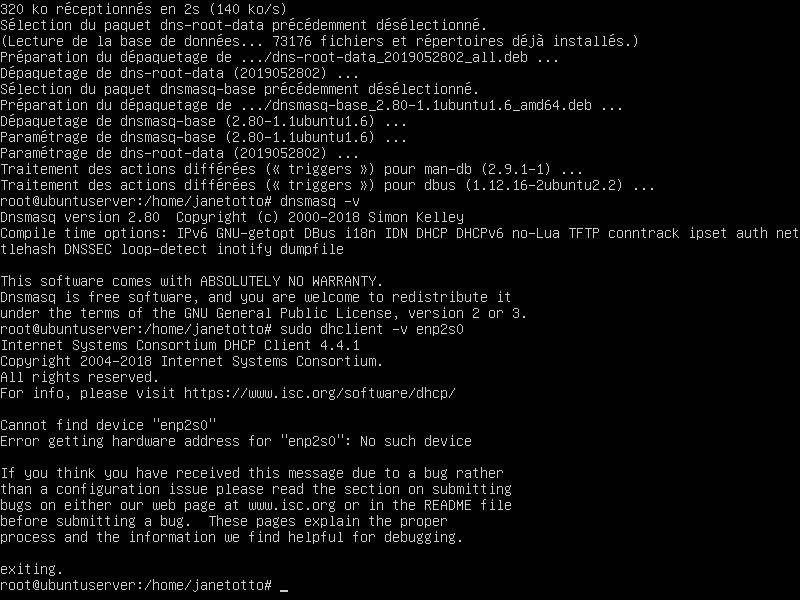 320 ko réceptionnés en 2s (140 ko/s)
Sélection du paquet dns-root-data précédemment désélectionné.
(Lecture de la base de données... 73176 fichiers et répertoires déjà installés.)
Préparation du dépaquetage de .../dns-root-data_2019052802_all.deb ...
Dépaquetage de dns-root-data (2019052802) ...
Sélection du paquet dnsmasq-base précédemment désélectionné.
Préparation du dépaquetage de .../dnsmasq-base_2.80-1.1ubuntu1.6_amd64.deb ...
Dépaquetage de dnsmasq-base (2.80-1.1ubuntu1.6) ...
Paramétrage de dnsmasq-base (2.80-1.1ubuntu1.6) ...
Paramétrage de dns-root-data (2019052802) ...
Traitement des actions différées (« triggers ») pour man-db (2.9.1-1) ...
Traitement des actions différées (« triggers ») pour dbus (1.12.16-2ubuntu2.2) ...
root@ubuntuserver:/home/janetotto# dnsmasq -v
Dnsmasq version 2.80  Copyright (c) 2000-2018 Simon Kelley
Compile time options: IPv6 GNU-getopt DBus i18n IDN DHCP DHCPv6 no-Lua TFTP conntrack ipset auth net
tlehash DNSSEC loop-detect inotify dumpfile

This software comes with ABSOLUTELY NO WARRANTY.
Dnsmasq is free software, and you are welcome to redistribute it
under the terms of the GNU General Public License, version 2 or 3.
root@ubuntuserver:/home/janetotto# sudo dhclient -v enp2s0
Internet Systems Consortium DHCP Client 4.4.1
Copyright 2004-2018 Internet Systems Consortium.
All rights reserved.
For info, please visit https://www.isc.org/software/dhcp/

Cannot find device "enp2s0"
Error getting hardware address for "enp2s0": No such device

If you think you have received this message due to a bug rather
than a configuration issue please read the section on submitting
bugs on either our web page at www.isc.org or in the README file
before submitting a bug.  These pages explain the proper
process and the information we find helpful for debugging.

exiting.
root@ubuntuserver:/home/janetotto# _